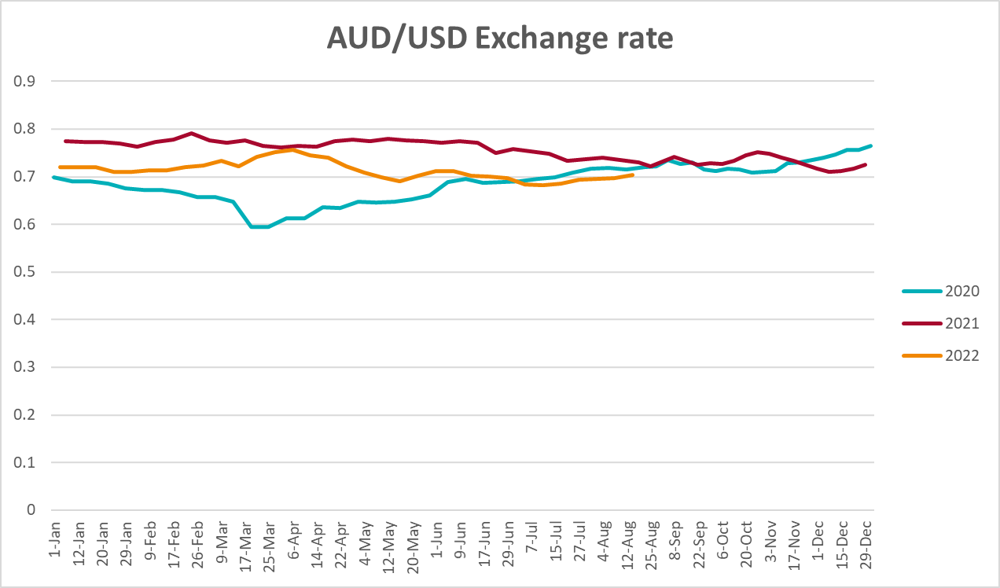 AUD/USD Exchange rate
0.9
0.8
0.7
0.6
0.5
0.4
0.3
0.2
0.1
0
1-Jan
12-Jan
20-Jan
29-Jan
9-Feb
17-Feb
26-Feb
9-Mar
17-Mar
25-Mar
6-Apr
14-Apr
22-Apr
4-May
12-May
20-May
1-Jun
9-Jun
17-Jun
29-Jun
7-Jul
15-Jul
27-Jul
4-Aug
12-Aug
25-Aug
8-Sep
22-Sep
6-Oct
20-Oct
3-Nov
17-Nov
1-Dec
15-Dec
29-Dec
2020
2021
2022